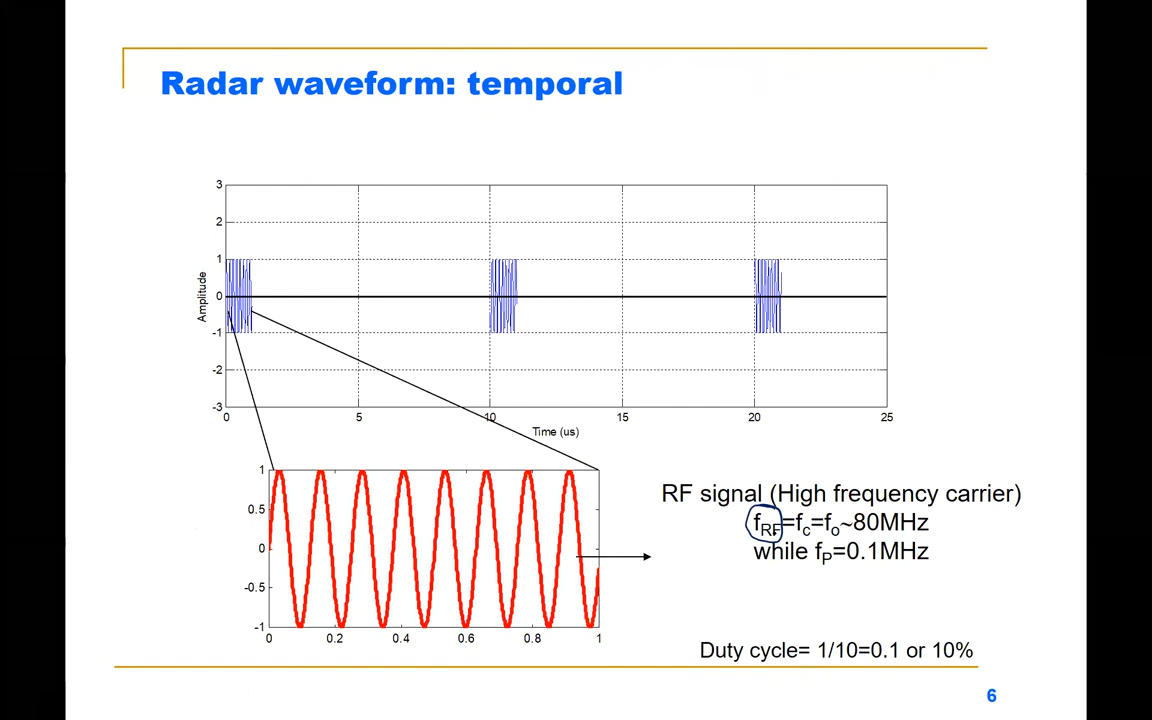 Radar waveform: temporal
3
2
1
0
-1
-2
-3
Amplitude
0 5 10 15 20 25
Time (us)
1
0.5
0
-0.5
-1
0 0.2 0.4 0.6 0.8 1
RF signal (High frequency carrier)
fRF=fc=fo~80MHz
while fP=0.1MHz
Duty cycle= 1/10=0.1 or 10%
6